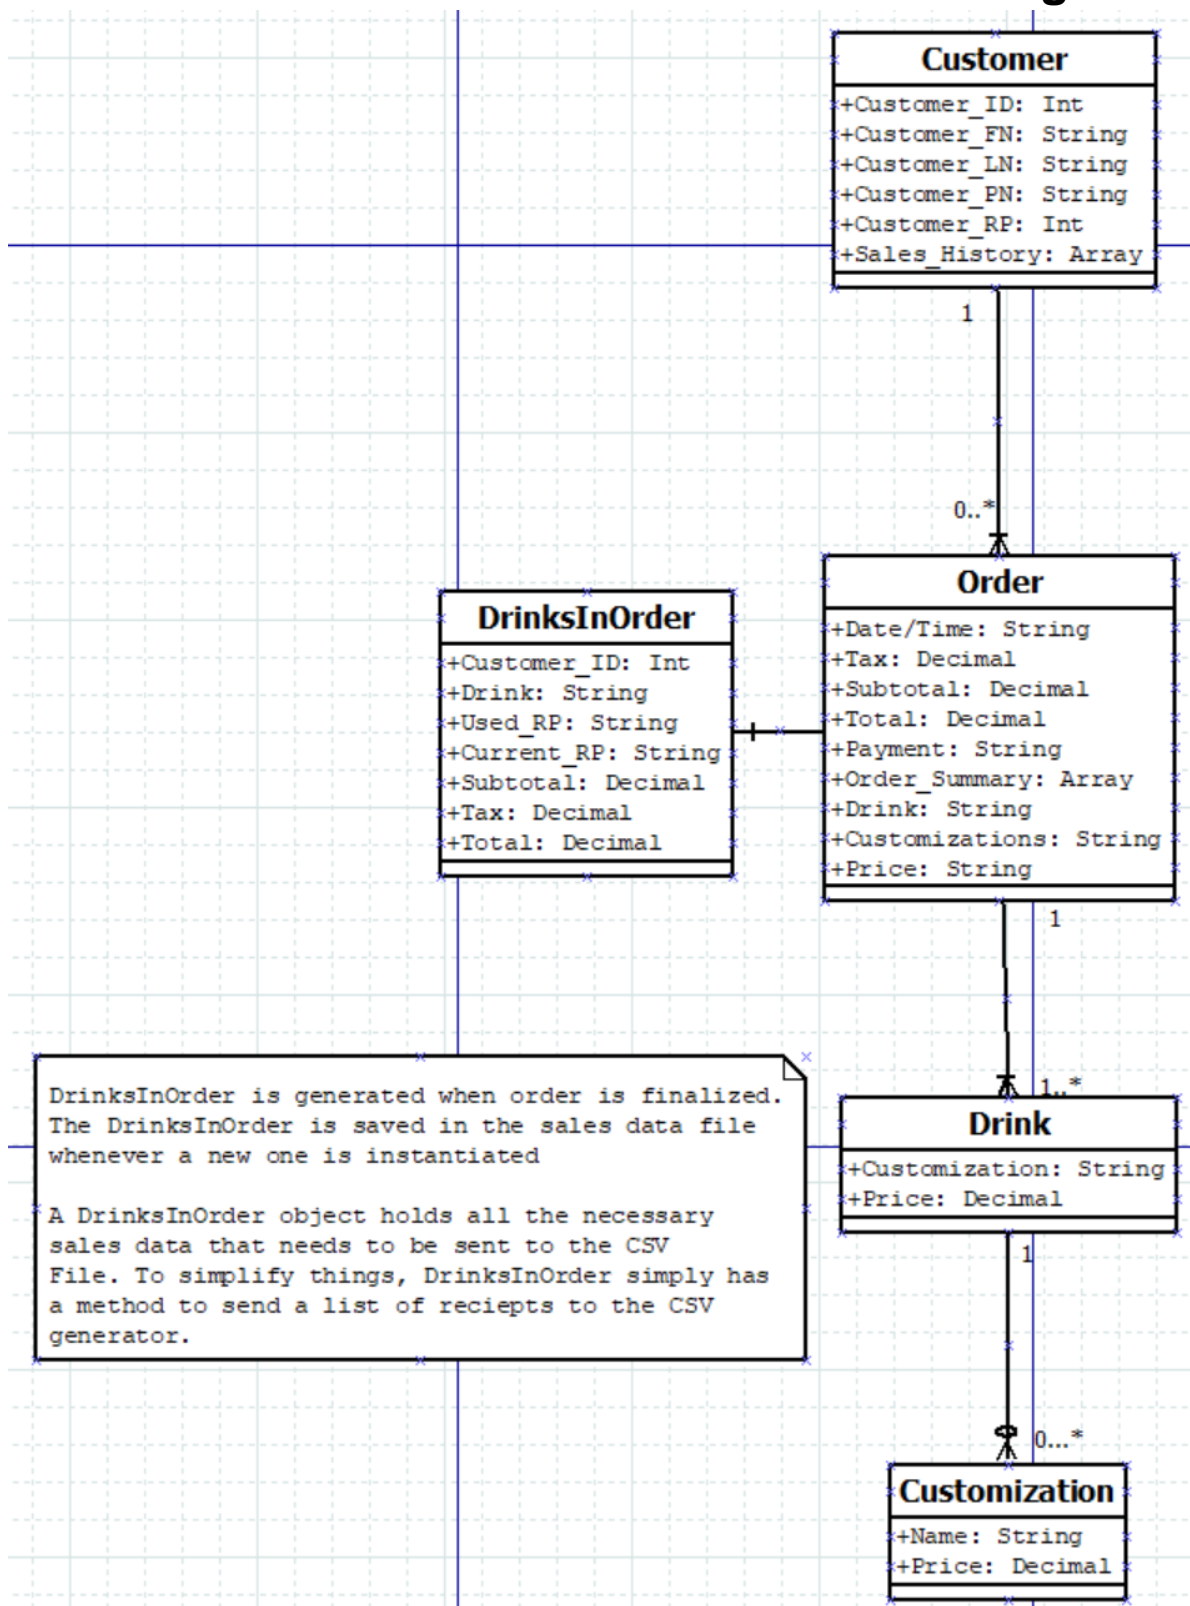 Customer
+Customer_ID: Int
+Customer_FN: String
+Customer_LN: String
+Customer_PN: String
+Customer_RP: Int
+Sales_History: Array
1
0..*
Order
+Date/Time: String
+Tax: Decimal
+Subtotal: Decimal
+Total: Decimal
+Payment: String
+Order_Summary: Array
+Drink: String
+Customizations: String
+Price: String
DrinksInOrder
+Customer_ID: Int
+Drink: String
+Used_RP: String
+Current_RP: String
+Subtotal: Decimal
+Tax: Decimal
+Total: Decimal
1
1..*
DrinksInOrder is generated when order is finalized.
The DrinksInOrder is saved in the sales data file
whenever a new one is instantiated
A DrinksInOrder object holds all the necessary
sales data that needs to be sent to the CSV
File. To simplify things, DrinksInOrder simply has
a method to send a list of reciepts to the CSV
generator.
Drink
+Customization: String
+Price: Decimal
1
0...*
Customization
+Name: String
+Price: Decimal